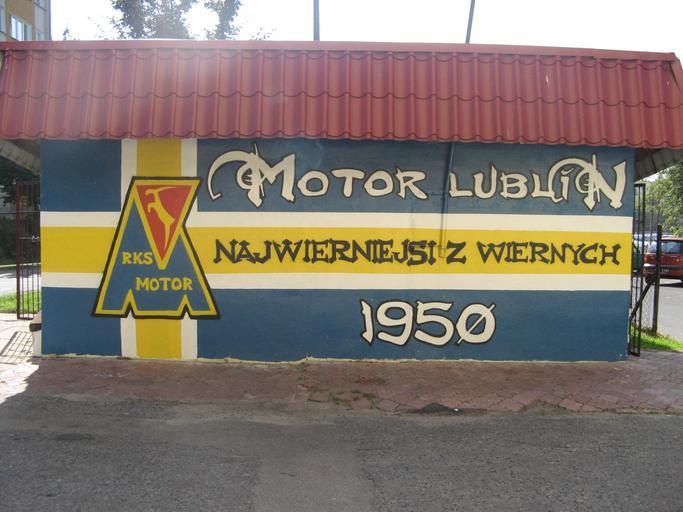 MOTOR LUBLIN
RKS
MOTOR
NAJWIERNIEJSI Z WIERNYCH
1950